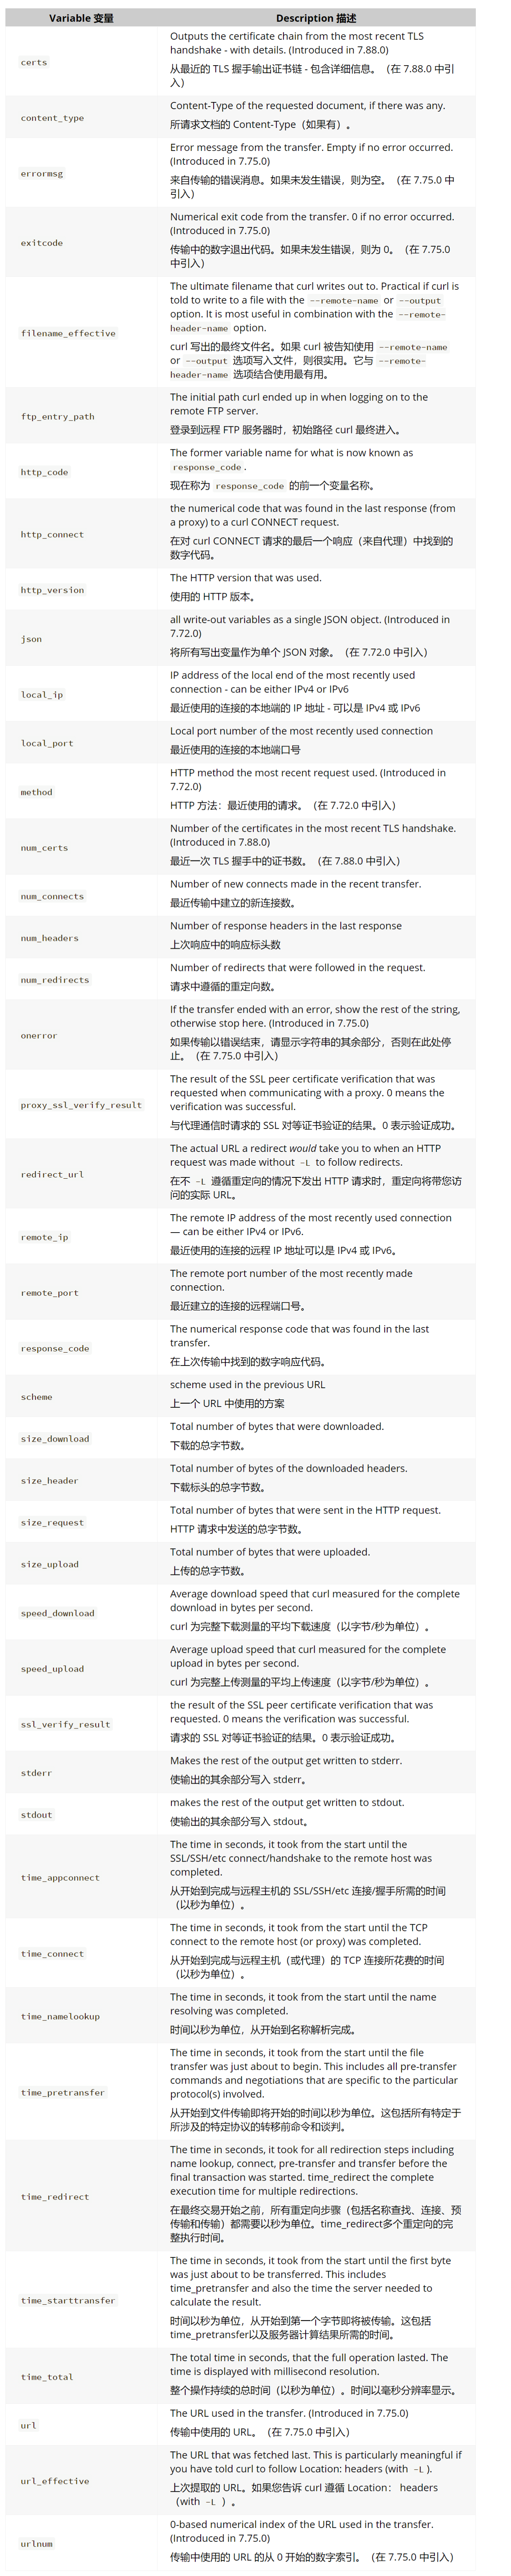 Variable 变量
Description 描述
certs
Outputs the certificate chain from the most recent TLS
handshake - with details. (Introduced in 7.88.0)
从最近的 TLS 握手输出证书链 - 包含详细信息。（在 7.88.0 中引
入）
content_type
Content-Type of the requested document, if there was any.
所请求文档的 Content-Type（如果有）。
errormsg
Error message from the transfer. Empty if no error occurred.
(Introduced in 7.75.0)
来自传输的错误消息。如果未发生错误，则为空。（在 7.75.0 中
引入）
exitcode
Numerical exit code from the transfer. 0 if no error occurred.
(Introduced in 7.75.0)
传输中的数字退出代码。如果未发生错误，则为 0。（在 7.75.0
中引入）
filename_effective
The ultimate filename that curl writes out to. Practical if curl is
told to write to a file with the --remote-name or --output
option. It is most useful in combination with the --remote-
header-name option.
curl 写出的最终文件名。如果 curl 被告知使用 --remote-name
or --output 选项写入文件，则很实用。它与 --remote-
header-name 选项结合使用最有用。
ftp_entry_path
The initial path curl ended up in when logging on to the
remote FTP server.
登录到远程 FTP 服务器时，初始路径 curl 最终进入。
http_code
The former variable name for what is now known as
response_code .
现在称为 response_code 的前一个变量名称。
http_connect
the numerical code that was found in the last response (from
a proxy) to a curl CONNECT request.
在对 curl CONNECT 请求的最后一个响应（来自代理）中找到的
数字代码。
http_version
The HTTP version that was used.
使用的 HTTP 版本。
json
all write-out variables as a single JSON object. (Introduced in
7.72.0)
将所有写出变量作为单个 JSON 对象。（在 7.72.0 中引入）
local_ip
IP address of the local end of the most recently used
connection - can be either IPv4 or IPv6
最近使用的连接的本地端的 IP 地址 - 可以是 IPv4 或 IPv6
local_port
Local port number of the most recently used connection
最近使用的连接的本地端口号
method
HTTP method the most recent request used. (Introduced in
7.72.0)
HTTP 方法：最近使用的请求。（在 7.72.0 中引入）
num_certs
Number of the certificates in the most recent TLS handshake.
(Introduced in 7.88.0)
最近一次 TLS 握手中的证书数。（在 7.88.0 中引入）
num_connects
Number of new connects made in the recent transfer.
最近传输中建立的新连接数。
num_headers
Number of response headers in the last response
上次响应中的响应标头数
num_redirects
Number of redirects that were followed in the request.
请求中遵循的重定向数。
onerror
If the transfer ended with an error, show the rest of the string,
otherwise stop here. (Introduced in 7.75.0)
如果传输以错误结束，请显示字符串的其余部分，否则在此处停
止。（在 7.75.0 中引入）
proxy_ssl_verify_result
The result of the SSL peer certificate verification that was
requested when communicating with a proxy. 0 means the
verification was successful.
与代理通信时请求的 SSL 对等证书验证的结果。0 表示验证成功。
redirect_url
The actual URL a redirect would take you to when an HTTP
request was made without -L to follow redirects.
在不 -L 遵循重定向的情况下发出 HTTP 请求时，重定向将带您访
问的实际 URL。
remote_ip
The remote IP address of the most recently used connection
— can be either IPv4 or IPv6.
最近使用的连接的远程 IP 地址可以是 IPv4 或 IPv6。
remote_port
The remote port number of the most recently made
connection.
最近建立的连接的远程端口号。
response_code
The numerical response code that was found in the last
transfer.
在上次传输中找到的数字响应代码。
scheme
scheme used in the previous URL
上一个 URL 中使用的方案
size_download
Total number of bytes that were downloaded.
下载的总字节数。
size_header
Total number of bytes of the downloaded headers.
下载标头的总字节数。
size_request
Total number of bytes that were sent in the HTTP request.
HTTP 请求中发送的总字节数。
size_upload
Total number of bytes that were uploaded.
上传的总字节数。
speed_download
Average download speed that curl measured for the complete
download in bytes per second.
curl 为完整下载测量的平均下载速度（以字节/秒为单位）。
speed_upload
Average upload speed that curl measured for the complete
upload in bytes per second.
curl 为完整上传测量的平均上传速度（以字节/秒为单位）。
ssl_verify_result
the result of the SSL peer certificate verification that was
requested. 0 means the verification was successful.
请求的 SSL 对等证书验证的结果。0 表示验证成功。
stderr
Makes the rest of the output get written to stderr.
使输出的其余部分写入 stderr。
stdout
makes the rest of the output get written to stdout.
使输出的其余部分写入 stdout。
time_appconnect
The time in seconds, it took from the start until the
SSL/SSH/etc connect/handshake to the remote host was
completed.
从开始到完成与远程主机的 SSL/SSH/etc 连接/握手所需的时间
（以秒为单位）。
time_connect
The time in seconds, it took from the start until the TCP
connect to the remote host (or proxy) was completed.
从开始到完成与远程主机（或代理）的 TCP 连接所花费的时间
（以秒为单位）。
time_namelookup
The time in seconds, it took from the start until the name
resolving was completed.
时间以秒为单位，从开始到名称解析完成。
time_pretransfer
The time in seconds, it took from the start until the file
transfer was just about to begin. This includes all pre-transfer
commands and negotiations that are specific to the particular
protocol(s) involved.
从开始到文件传输即将开始的时间以秒为单位。这包括所有特定于
所涉及的特定协议的转移前命令和谈判。
time_redirect
The time in seconds, it took for all redirection steps including
name lookup, connect, pre-transfer and transfer before the
final transaction was started. time_redirect the complete
execution time for multiple redirections.
在最终交易开始之前，所有重定向步骤（包括名称查找、连接、预
传输和传输）都需要以秒为单位。time_redirect多个重定向的完
整执行时间。
time_starttransfer
The time in seconds, it took from the start until the first byte
was just about to be transferred. This includes
time_pretransfer and also the time the server needed to
calculate the result.
时间以秒为单位，从开始到第一个字节即将被传输。这包括
time_pretransfer以及服务器计算结果所需的时间。
time_total
The total time in seconds, that the full operation lasted. The
time is displayed with millisecond resolution.
整个操作持续的总时间（以秒为单位）。时间以毫秒分辨率显示。
url
The URL used in the transfer. (Introduced in 7.75.0)
传输中使用的 URL。（在 7.75.0 中引入）
url_effective
The URL that was fetched last. This is particularly meaningful if
you have told curl to follow Location: headers (with -L ).
上次提取的 URL。如果您告诉 curl 遵循 Location： headers
（with -L ）。
urlnum
0-based numerical index of the URL used in the transfer.
(Introduced in 7.75.0)
传输中使用的 URL 的从 0 开始的数字索引。（在 7.75.0 中引入）